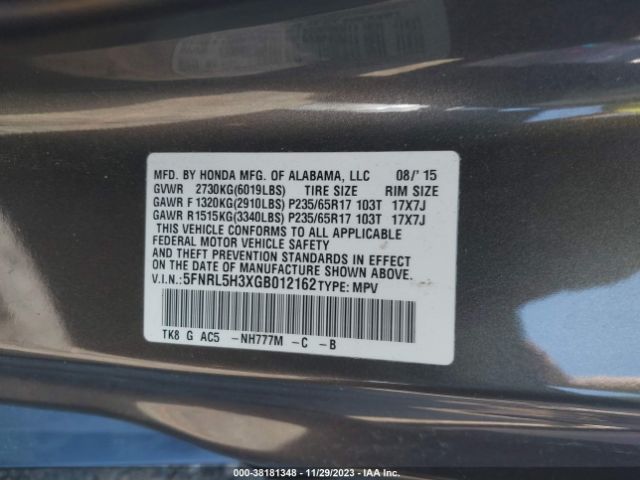 MFD. BY HONDA MFG. OF ALABAMA, LLC 08/'15
GVWR 2730KG(6019LBS) TIRE SIZE RIM SIZE
GAWR F 1320KG(2910LBS) P235/65R17 103T 17X7J
GAWR R1515KG(3340LBS) P235/65R17 103T 17X7J
THIS VEHICLE CONFORMS TO ALL APPLICABLE
FEDERAL MOTOR VEHICLE SAFETY AND
THEFT PREVENTION STANDARDS IN EFFECT
ON THE DATE OF MANUFACTURE SHOWN ABOVE.
V.I.N.:5FNRL5H3XGB012162 TYPE: MPV
TK8 G AC5 -NH777M -C -B
000-38181348 - 11/29/2023 - IAA Inc.